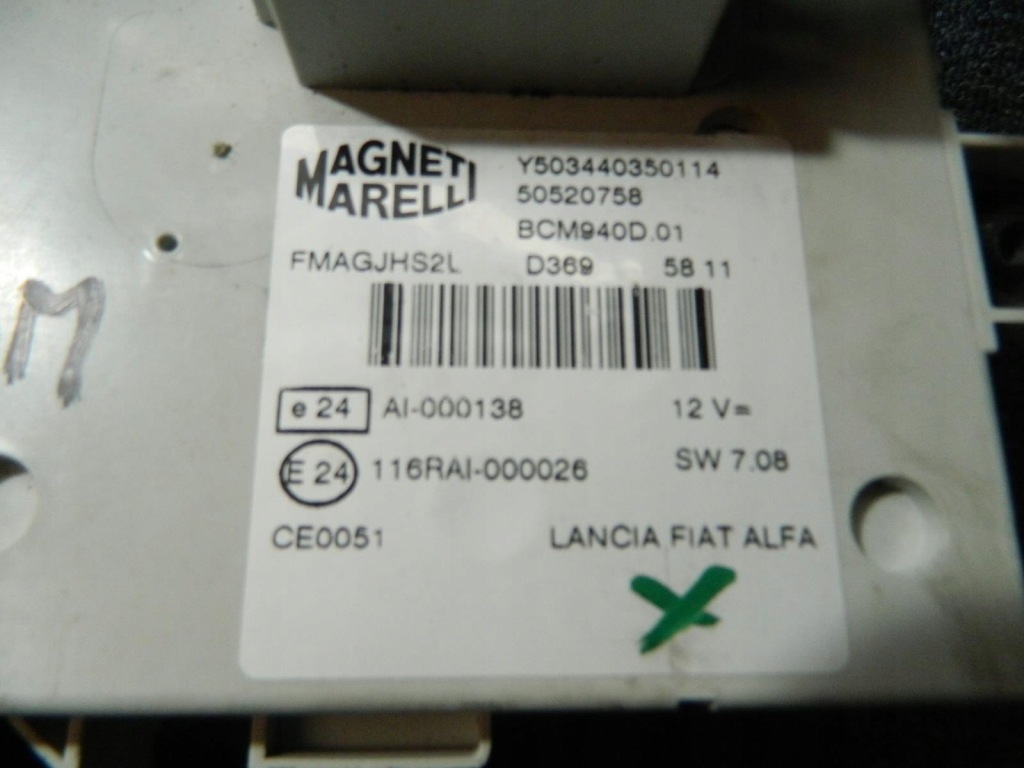 MAGNETI
MARELLI
Y503440350114
50520758
BCM940D.01
FMAGJHS2L D369 58 11
e 24 AI-000138 12 V=
E 24 116RAI-000026 SW 7.08
CE0051 LANCIA FIAT ALFA
M